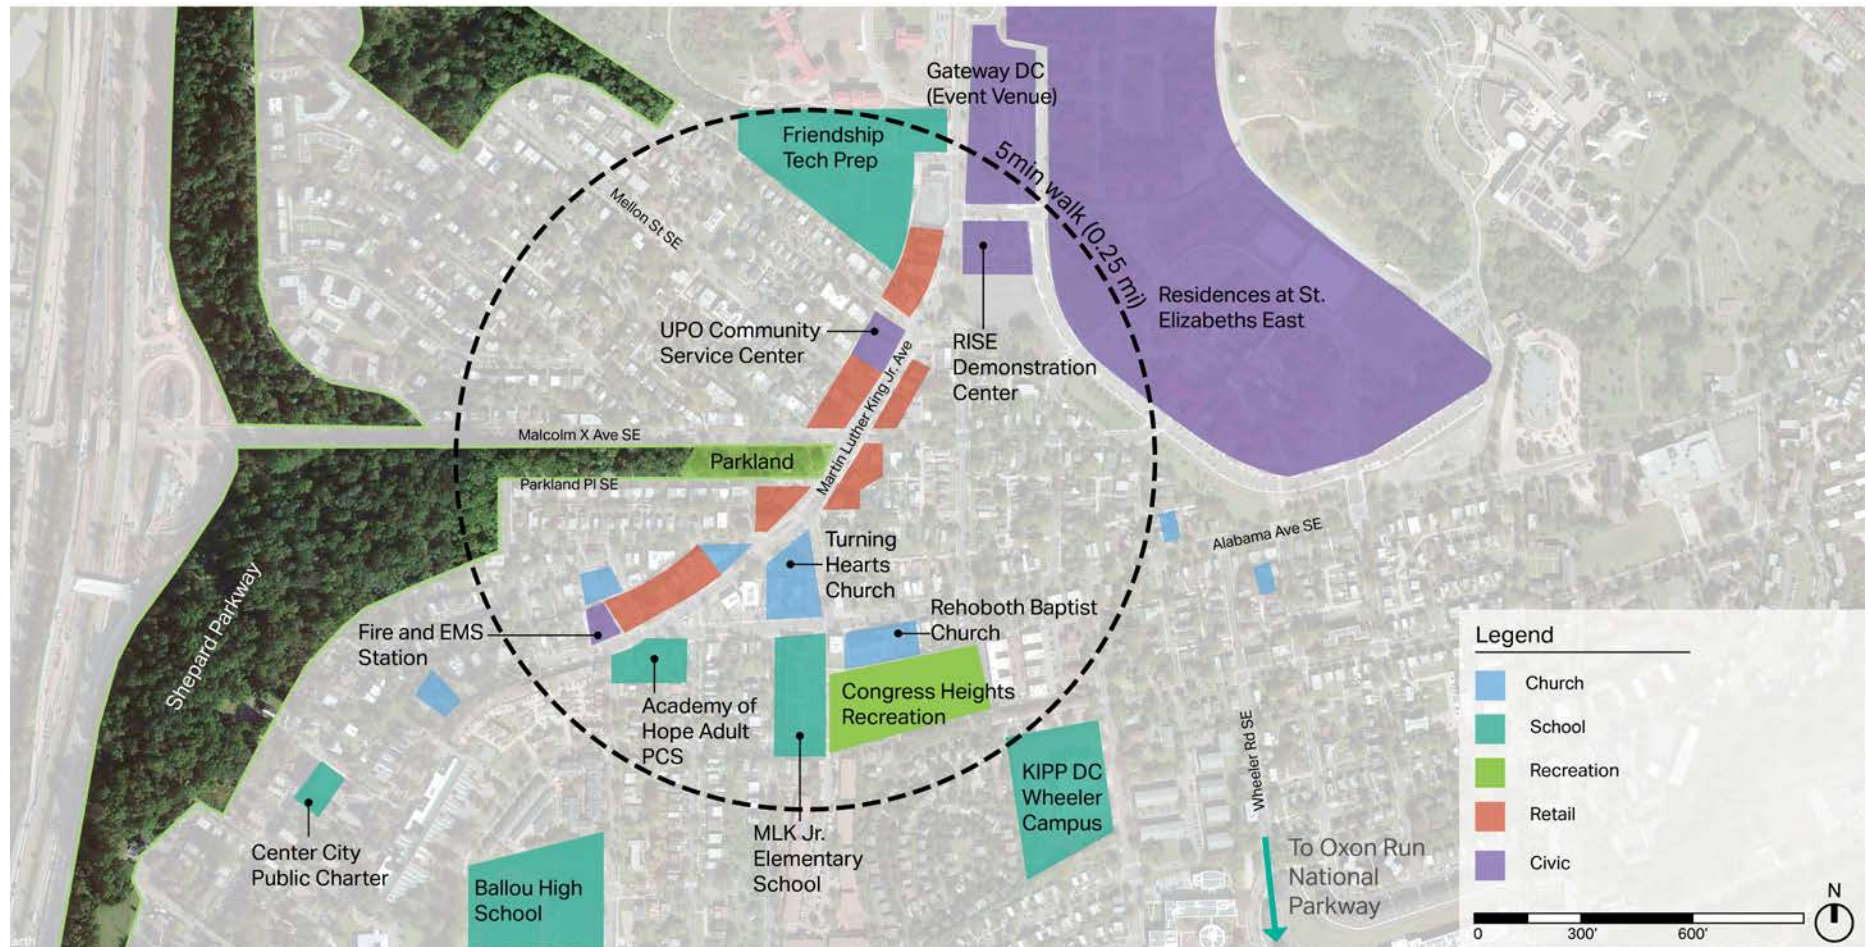 Gateway DC
(Event Venue)
Friendship
Tech Prep
5min walk (0.25 mi)
Mellon St SE
Residences at St.
Elizabeths East
UPO Community
Service Center
RISE
Demonstration
Center
Martin Luther King Jr. Ave
Malcolm X Ave SE
Parkland
Parkland Pl SE
Alabama Ave SE
Turning
Hearts
Church
Shepard Parkway
Rehoboth Baptist
Church
Fire and EMS
Station
Academy of
Hope Adult
PCS
Congress Heights
Recreation
KIPP DC
Wheeler
Campus
Wheeler Rd SE
MLK Jr.
Elementary
School
Center City
Public Charter
Ballou High
School
To Oxon Run
National
Parkway
Legend
Church
School
Recreation
Retail
Civic
N
0 300' 600'
earth